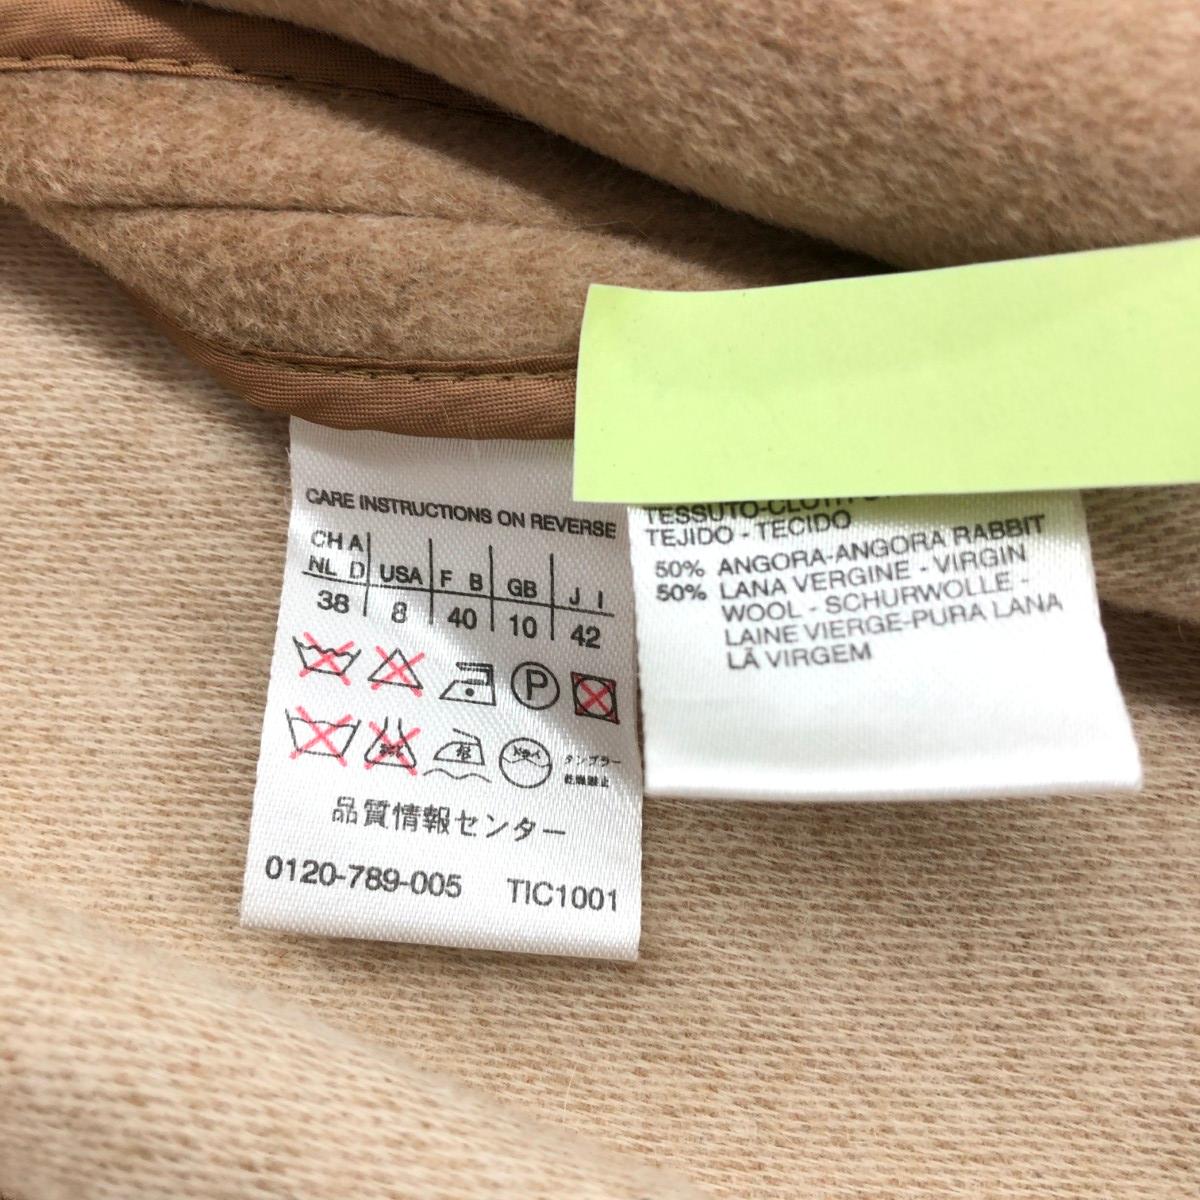 CARE INSTRUCTIONS ON REVERSE
CH A
NL D USA F B GB J I
38 8 40 10 42
P
タンブラー
乾燥禁止
品質情報センター
0120-789-005 TIC1001
TESSUTO-CLOTH
TEJIDO - TECIDO
50% ANGORA-ANGORA RABBIT
50% LANA VERGINE - VIRGIN
WOOL - SCHURWOLLE -
LAINE VIERGE-PURA LANA
LÃ VIRGEM